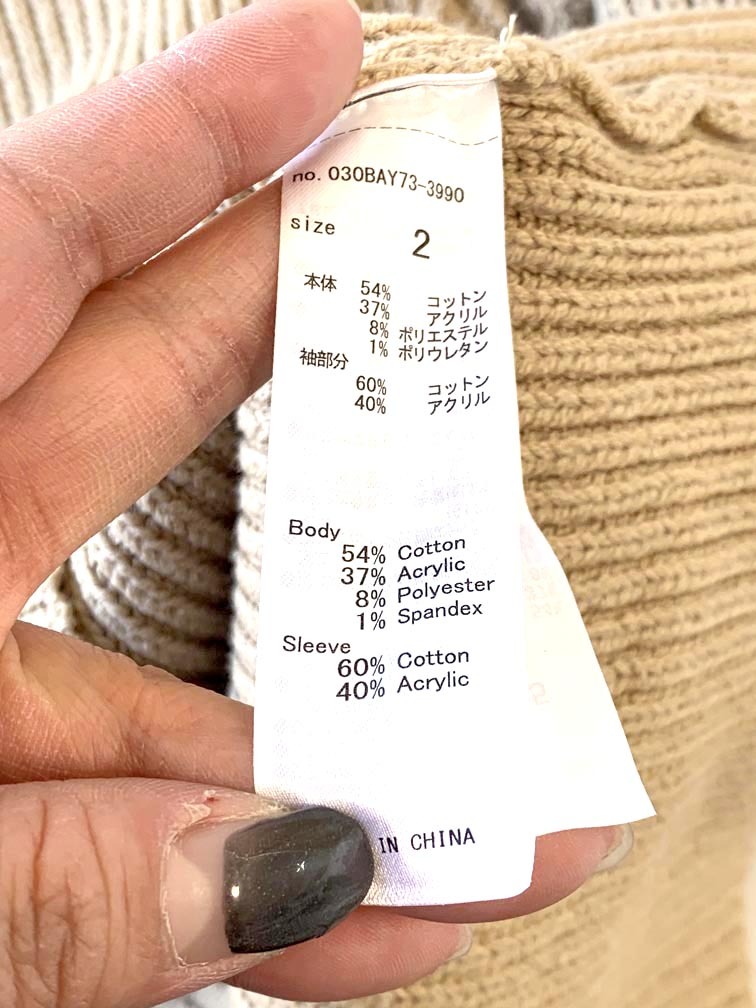 no. 030BAY73-3990
size 2
本体 54% コットン
37% アクリル
8% ポリエステル
1% ポリウレタン
袖部分
60% コットン
40% アクリル
Body
54% Cotton
37% Acrylic
8% Polyester
1% Spandex
Sleeve
60% Cotton
40% Acrylic
IN CHINA